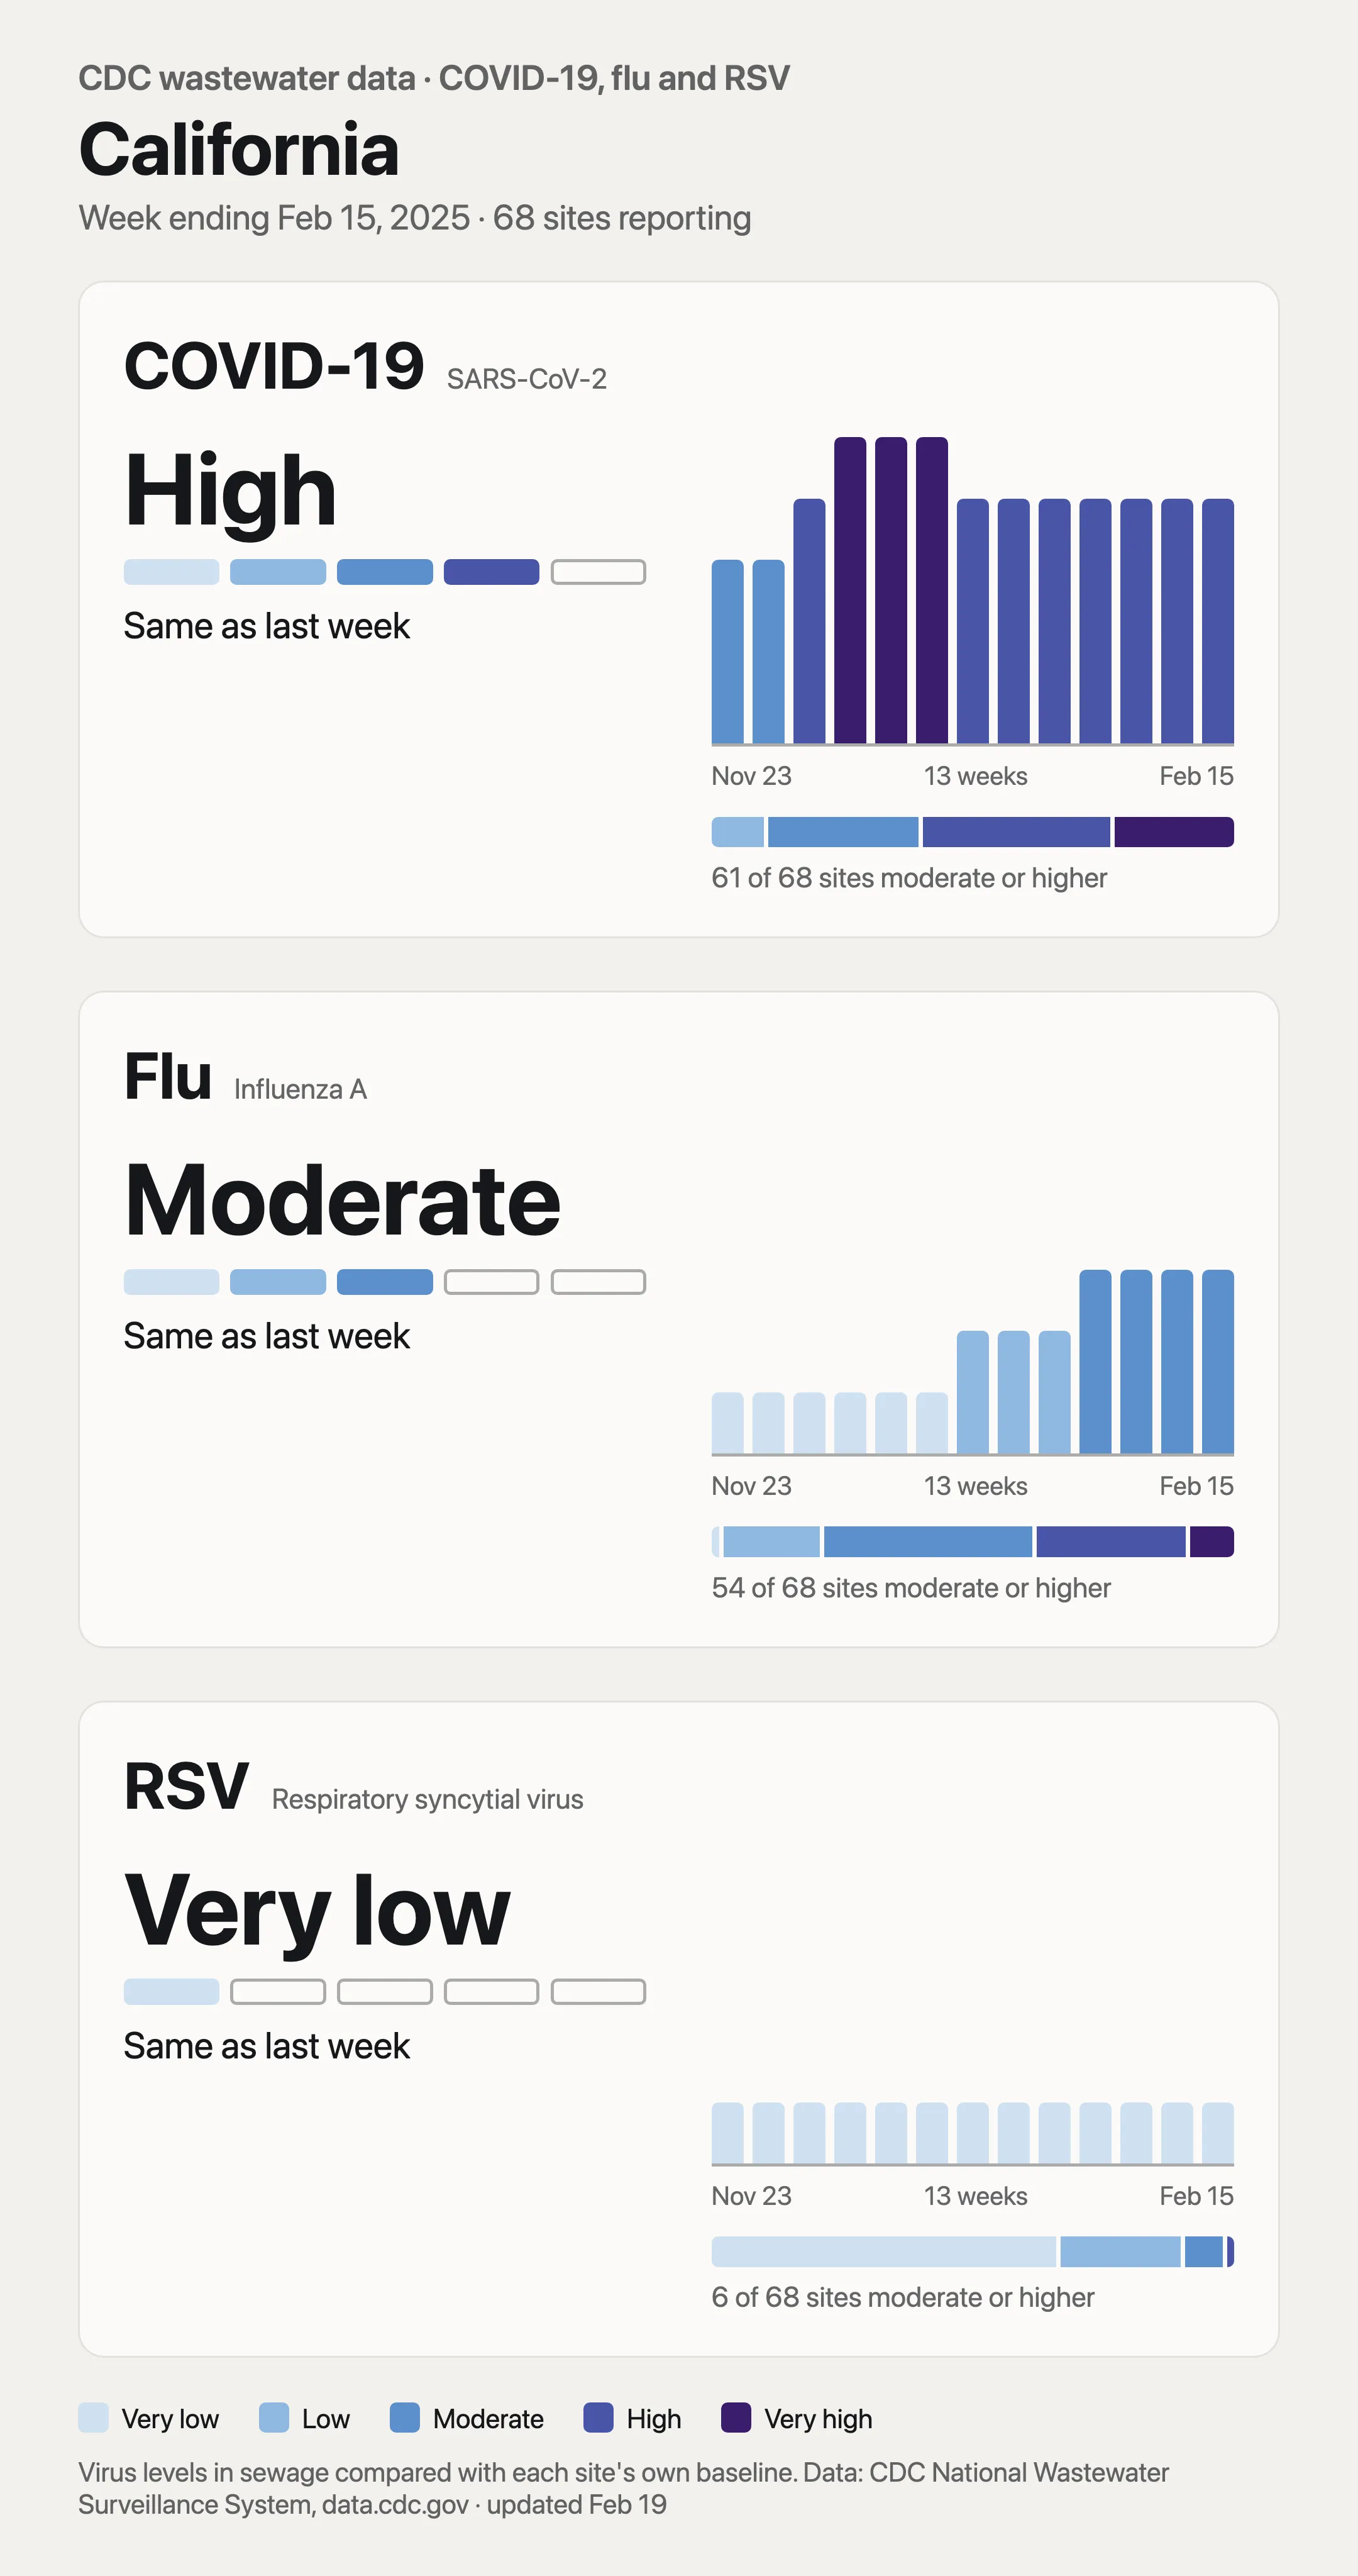 CDC wastewater data · COVID-19, flu and RSV
California
Week ending Feb 15, 2025 · 68 sites reporting
COVID-19 SARS-CoV-2
High
Same as last week
Nov 23 13 weeks Feb 15
61 of 68 sites moderate or higher
Flu Influenza A
Moderate
Same as last week
Nov 23 13 weeks Feb 15
54 of 68 sites moderate or higher
RSV Respiratory syncytial virus
Very low
Same as last week
Nov 23 13 weeks Feb 15
6 of 68 sites moderate or higher
Very low Low Moderate High Very high
Virus levels in sewage compared with each site's own baseline. Data: CDC National Wastewater
Surveillance System, data.cdc.gov · updated Feb 19